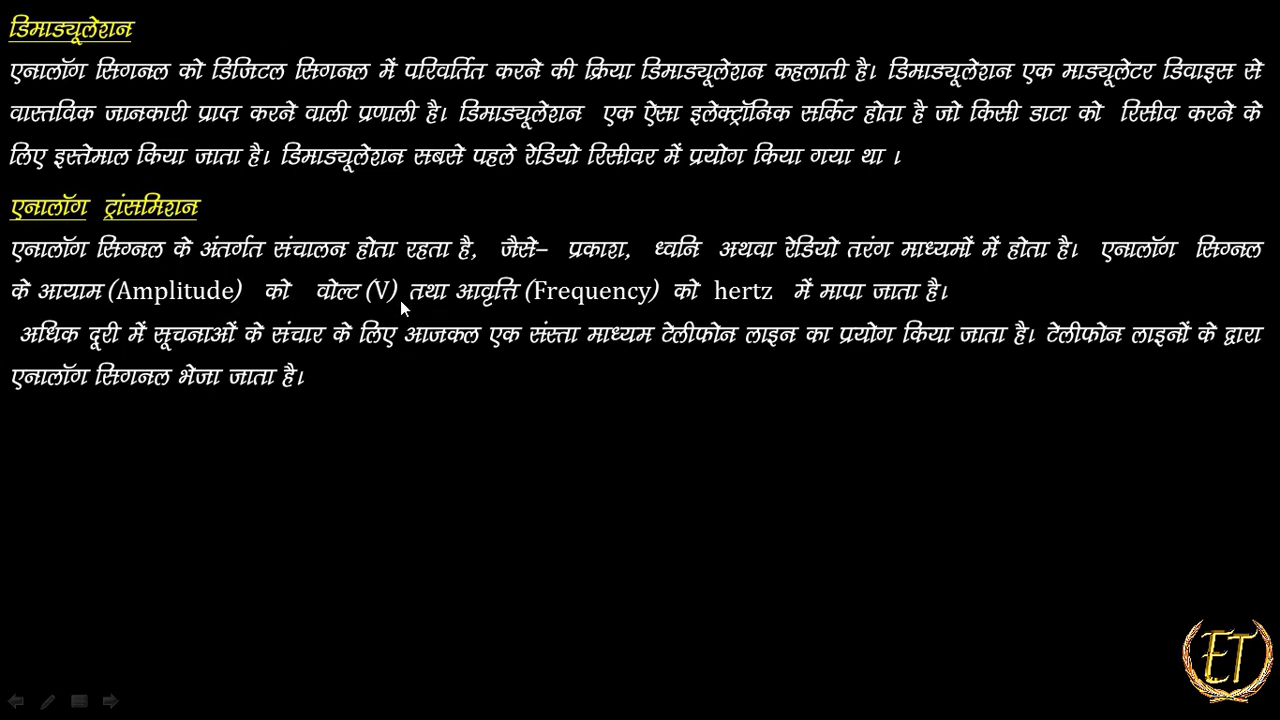 डिमाड्यूलेशन
एनालॉग सिगनल को डिजिटल सिगनल में परिवर्तित करने की क्रिया डिमाड्यूलेशन कहलाती है। डिमाड्यूलेशन एक माड्यूलेटर डिवाइस से
वास्तविक जानकारी प्राप्त करने वाली प्रणाली है। डिमाड्यूलेशन एक ऐसा इलेक्ट्रॉनिक सर्किट होता है जो किसी डाटा को रिसीव करने के
लिए इस्तेमाल किया जाता है। डिमाड्यूलेशन सबसे पहले रेडियो रिसीवर में प्रयोग किया गया था ।
एनालॉग ट्रांसमिशन
एनालॉग सिग्नल के अंतर्गत संचालन होता रहता है, जैसे– प्रकाश, ध्वनि अथवा रेडियो तरंग माध्यमों में होता है। एनालॉग सिग्नल
के आयाम (Amplitude) को वोल्ट (V) तथा आवृत्ति (Frequency) को hertz में मापा जाता है।
अधिक दूरी में सूचनाओं के संचार के लिए आजकल एक संस्ता माध्यम टेलीफोन लाइन का प्रयोग किया जाता है। टेलीफोन लाइनों के द्वारा
एनालॉग सिगनल भेजा जाता है।
ET